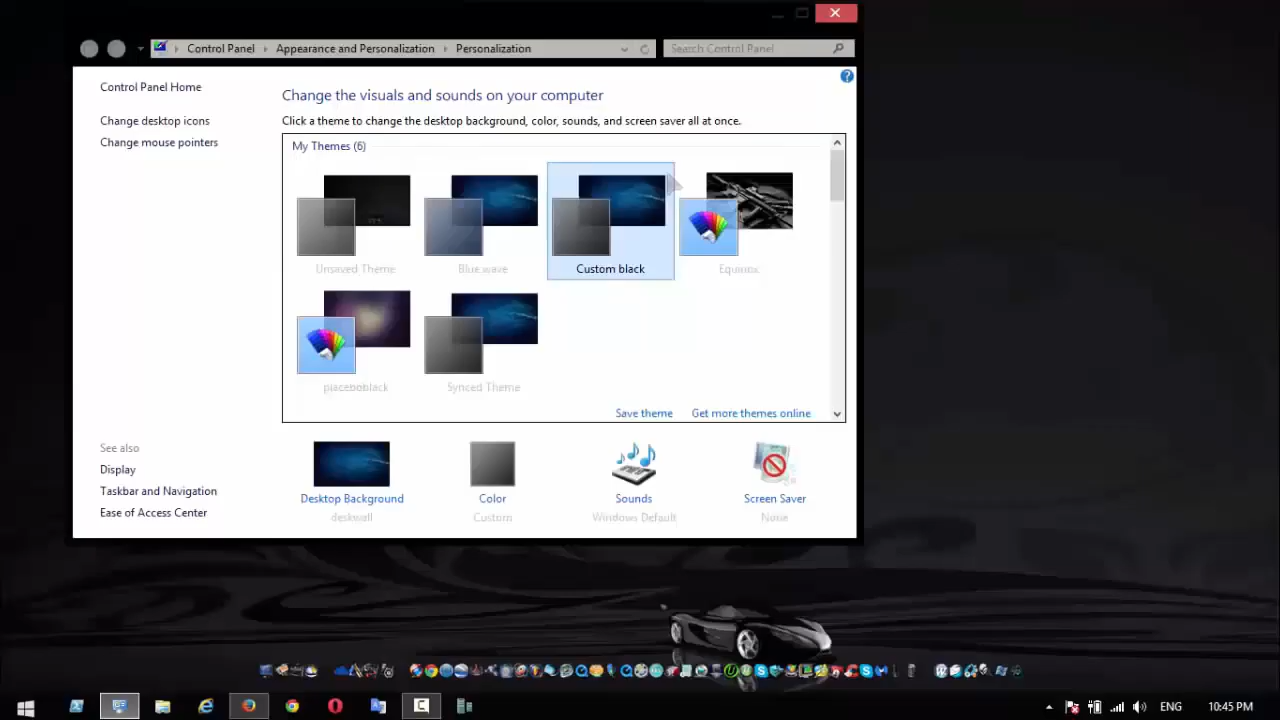 Control Panel
Appearance and Personalization
Personalization
Search Control Panel
Control Panel Home
Change desktop icons
Change mouse pointers
Change the visuals and sounds on your computer
Click a theme to change the desktop background, color, sounds, and screen saver all at once.
My Themes (6)
Unsaved Theme
Blue wave
Custom black
Equinox
placeboblack
Synced Theme
Save theme
Get more themes online
See also
Display
Taskbar and Navigation
Ease of Access Center
Desktop Background
deskwall
Color
Custom
Sounds
Windows Default
Screen Saver
None
ENG
10:45 PM